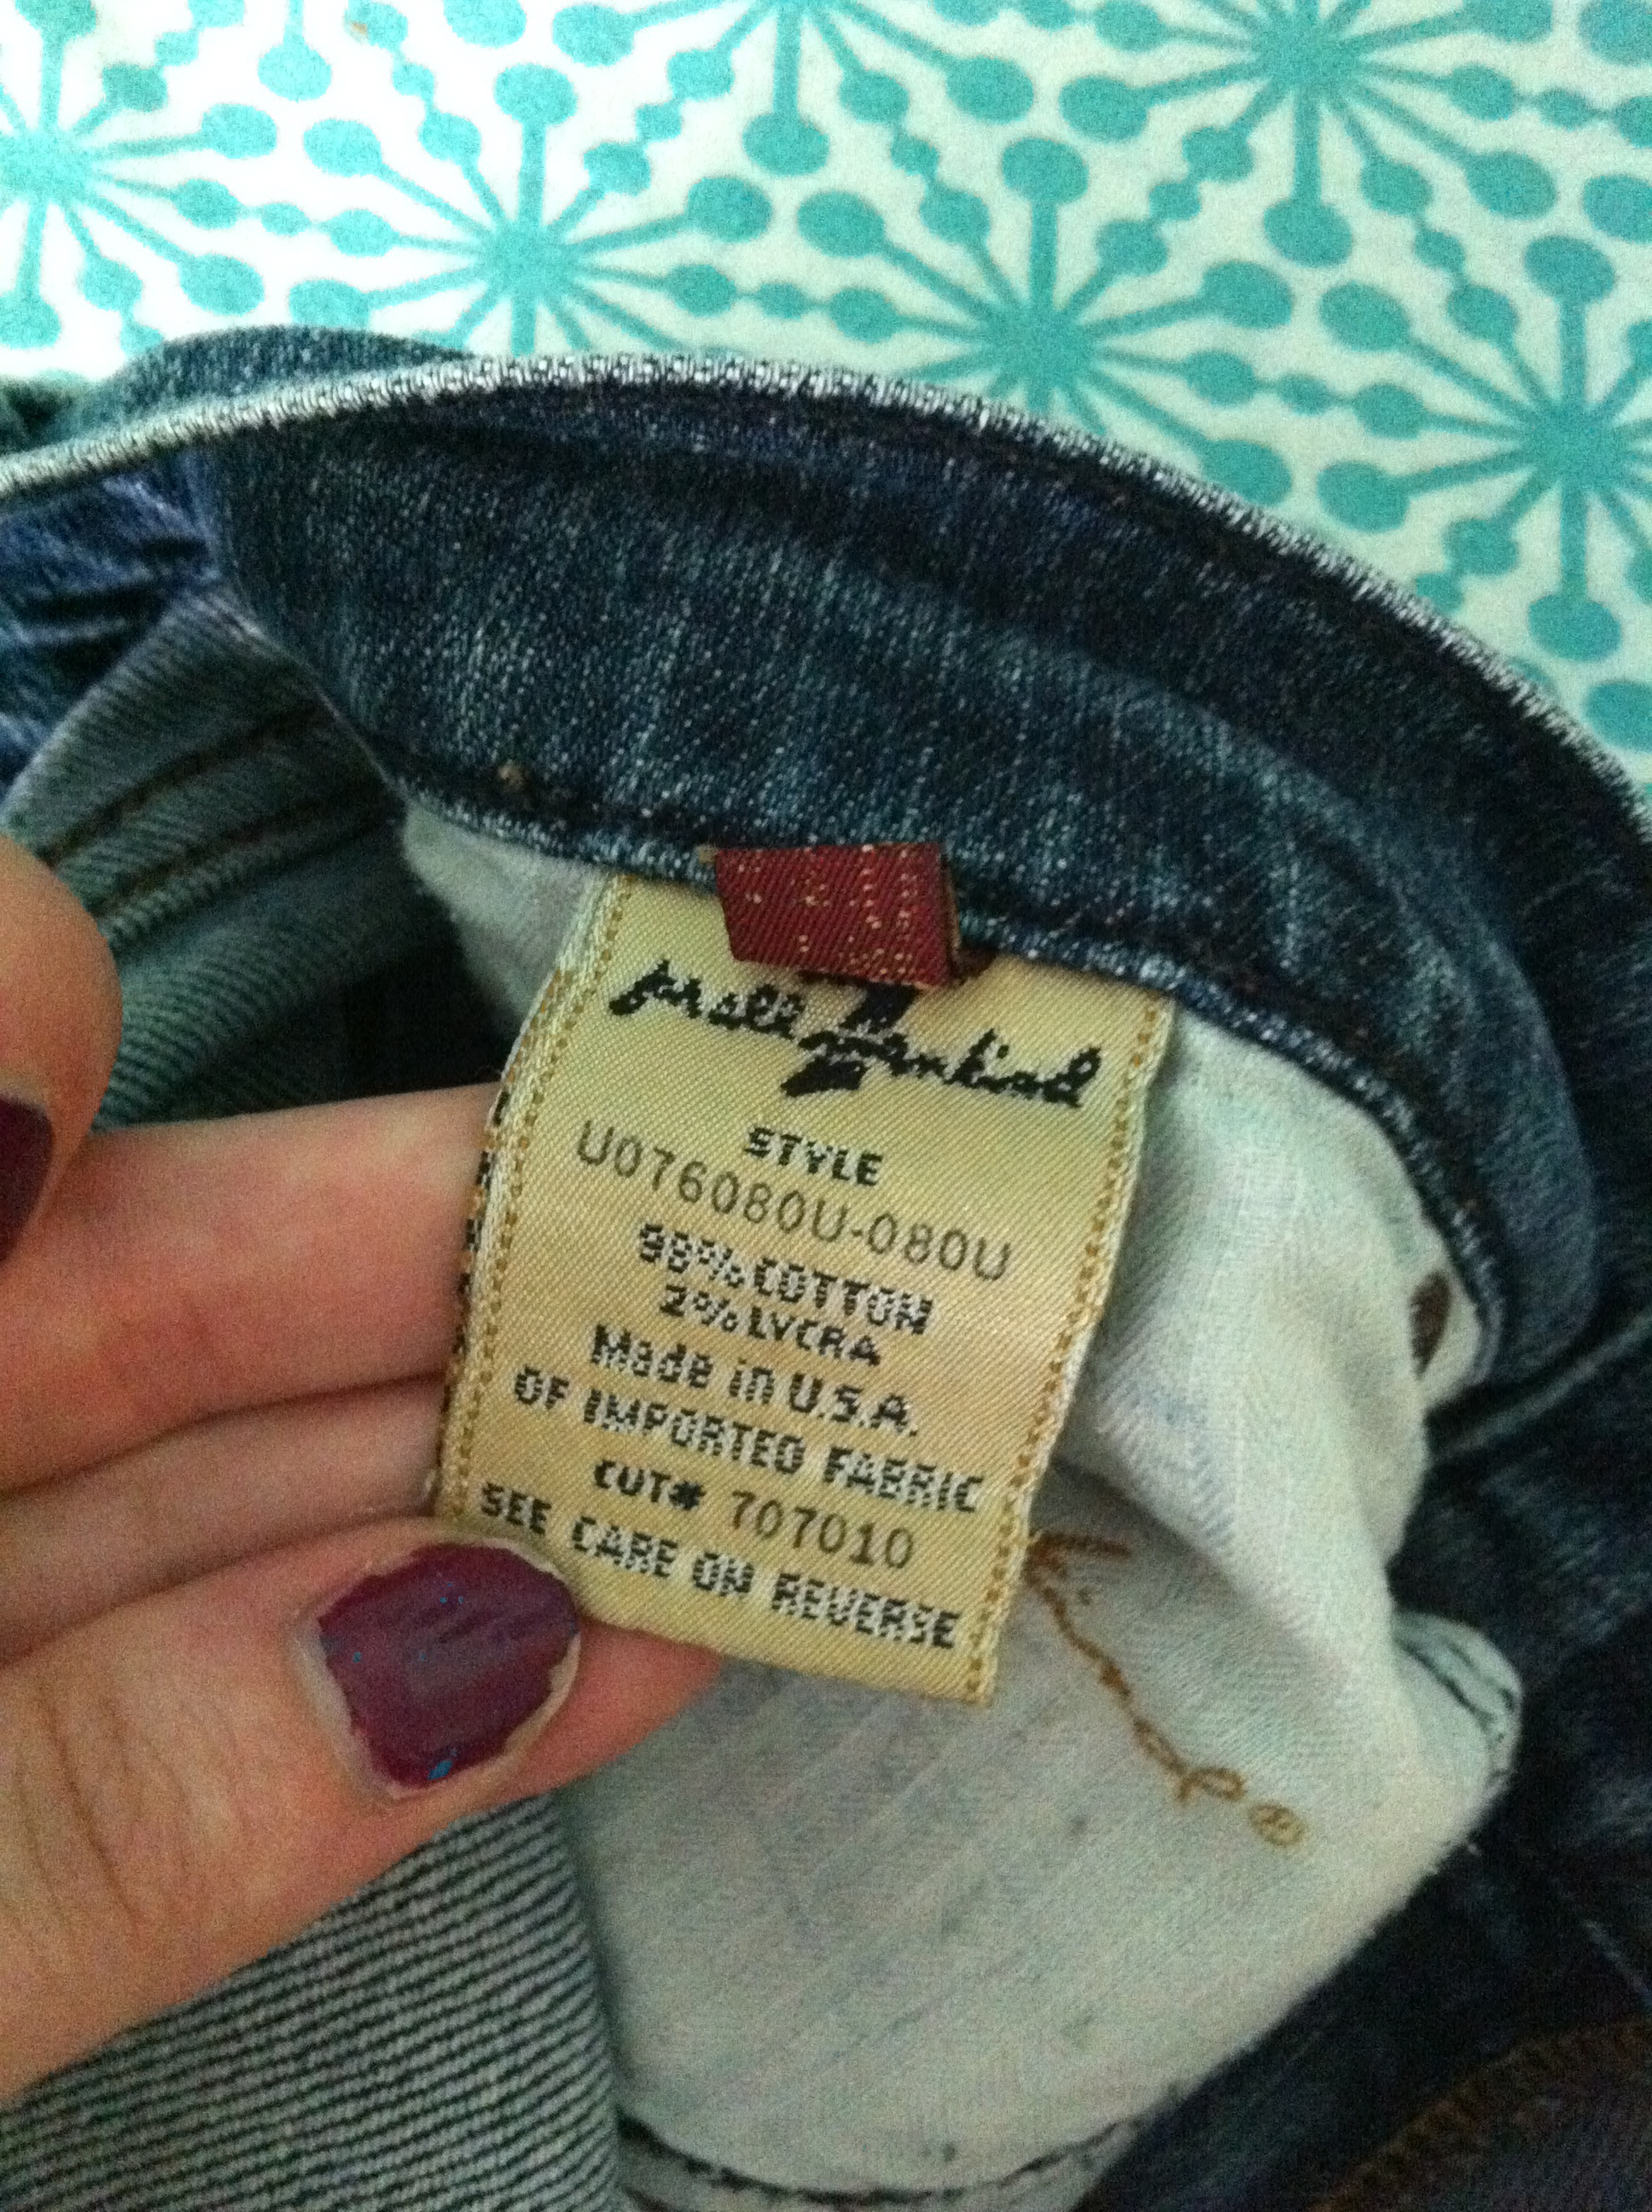 for all 7 mankind
STYLE
U076080U-080U
98% COTTON
2% LYCRA
Made in U.S.A.
OF IMPORTED FABRIC
CUT# 707010
SEE CARE ON REVERSE